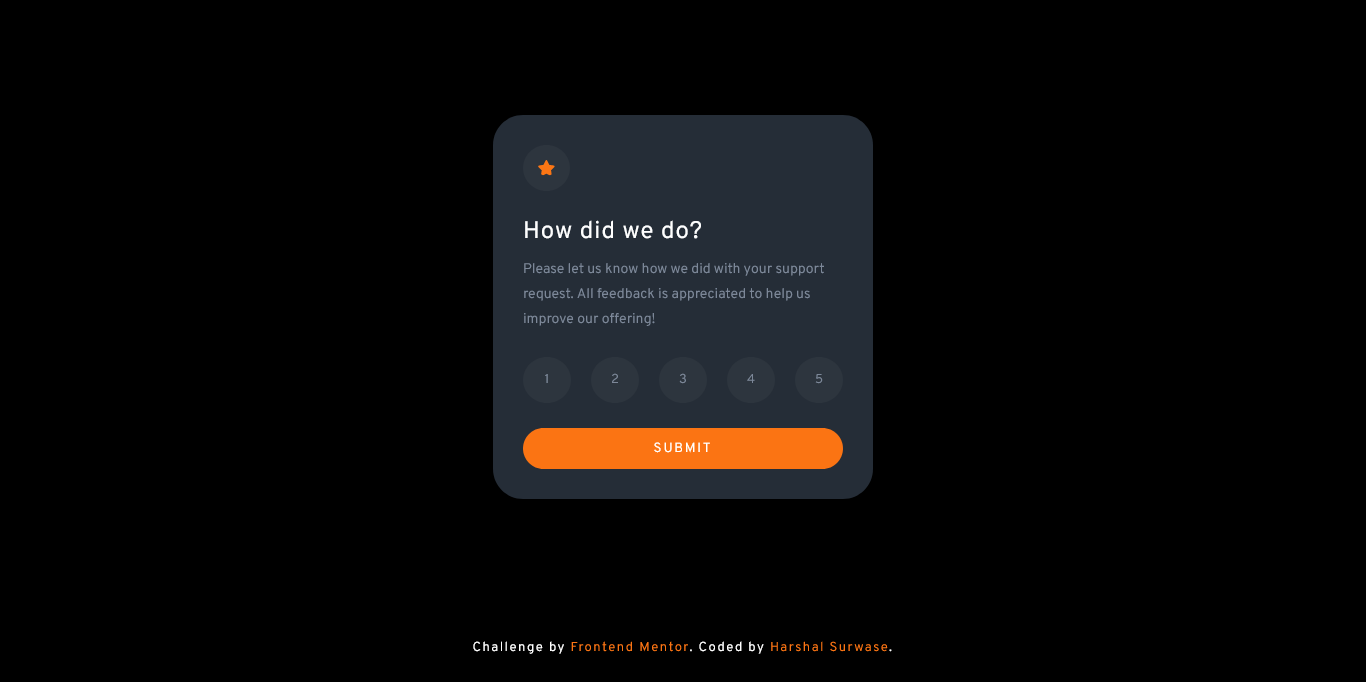 How did we do?
Please let us know how we did with your support
request. All feedback is appreciated to help us
improve our offering!
1 2 3 4 5
SUBMIT
Challenge by Frontend Mentor. Coded by Harshal Surwase.